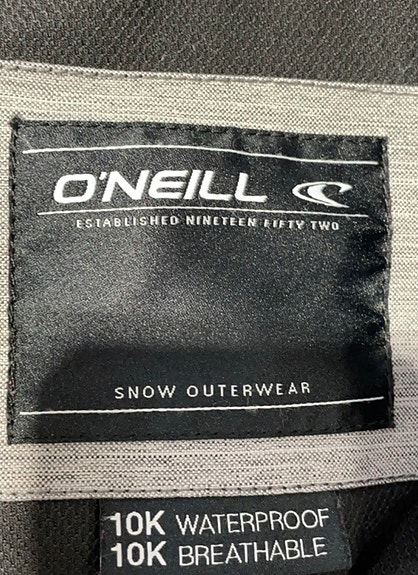 O'NEILL
ESTABLISHED NINETEEN FIFTY TWO
SNOW OUTERWEAR
10K WATERPROOF
10K BREATHABLE